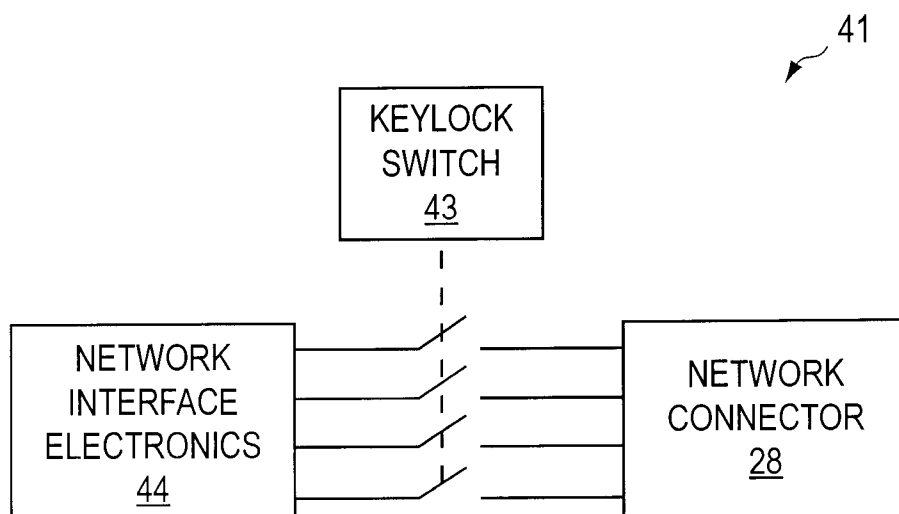 41
KEYLOCK
SWITCH
43
NETWORK
INTERFACE
ELECTRONICS
44
NETWORK
CONNECTOR
28